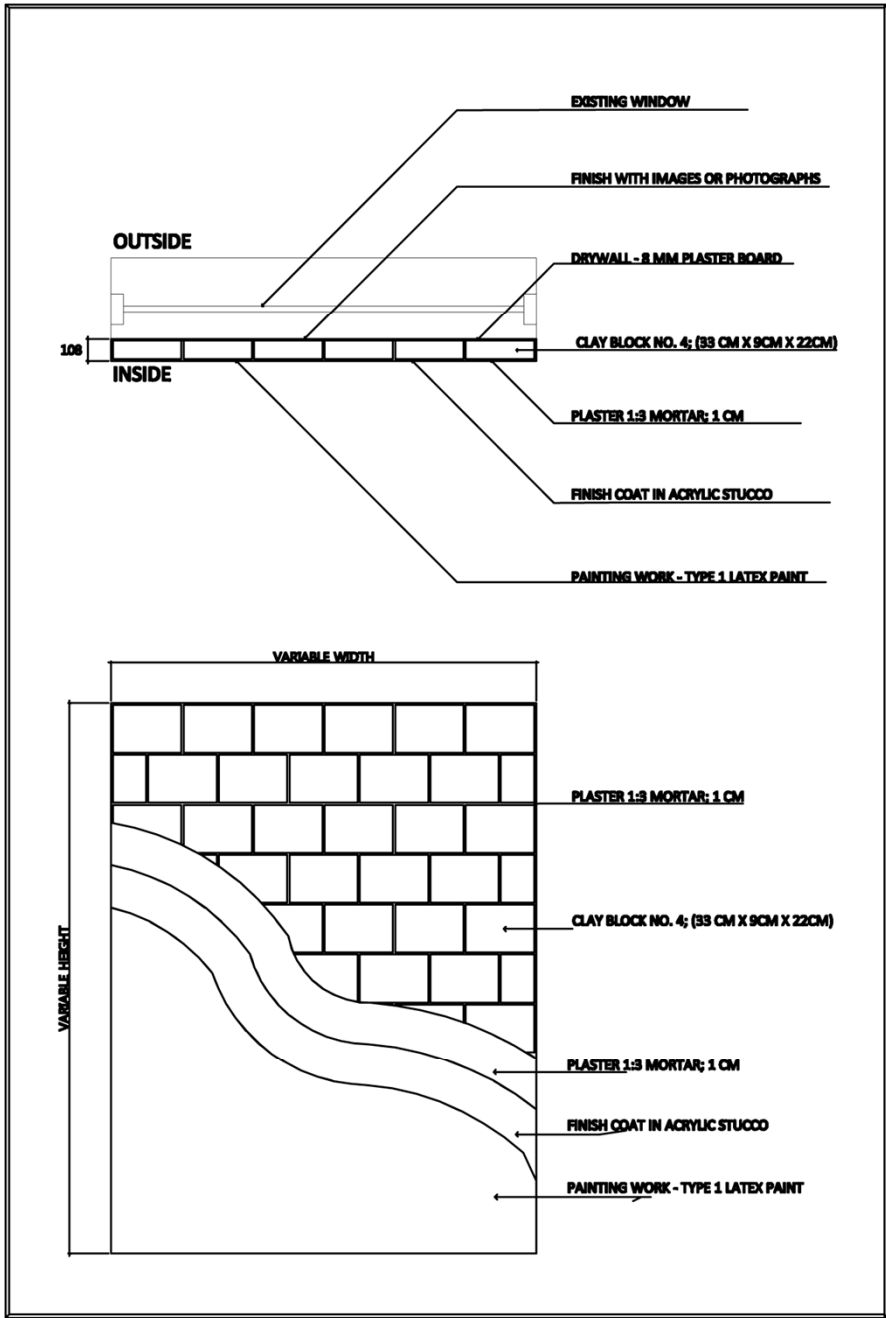 EXISTING WINDOW
FINISH WITH IMAGES OR PHOTOGRAPHS
OUTSIDE
DRYWALL - 8 MM PLASTER BOARD
108
CLAY BLOCK NO. 4; (33 CM X 9CM X 22CM)
INSIDE
PLASTER 1:3 MORTAR; 1 CM
FINISH COAT IN ACRYLIC STUCCO
PAINTING WORK - TYPE 1 LATEX PAINT
VARIABLE WIDTH
PLASTER 1:3 MORTAR; 1 CM
CLAY BLOCK NO. 4; (33 CM X 9CM X 22CM)
VARIABLE HEIGHT
PLASTER 1:3 MORTAR; 1 CM
FINISH COAT IN ACRYLIC STUCCO
PAINTING WORK - TYPE 1 LATEX PAINT